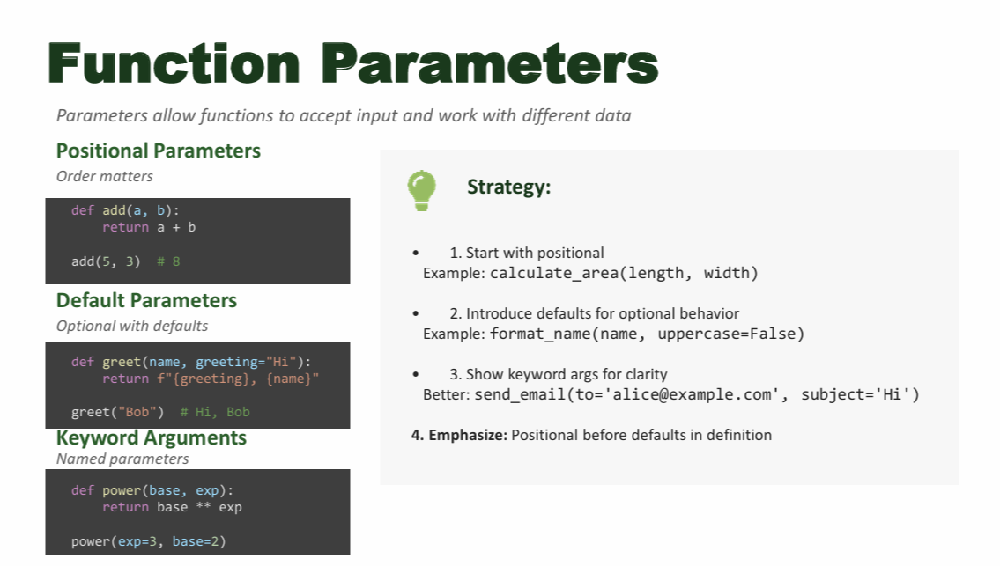 Function Parameters
Parameters allow functions to accept input and work with different data
Positional Parameters
Order matters
def add(a, b):
    return a + b
add(5, 3)  # 8
Default Parameters
Optional with defaults
def greet(name, greeting="Hi"):
    return f"{greeting}, {name}"
greet("Bob")  # Hi, Bob
Keyword Arguments
Named parameters
def power(base, exp):
    return base ** exp
power(exp=3, base=2)
Strategy:
• 1. Start with positional
Example: calculate_area(length, width)
• 2. Introduce defaults for optional behavior
Example: format_name(name, uppercase=False)
• 3. Show keyword args for clarity
Better: send_email(to='alice@example.com', subject='Hi')
4. Emphasize: Positional before defaults in definition